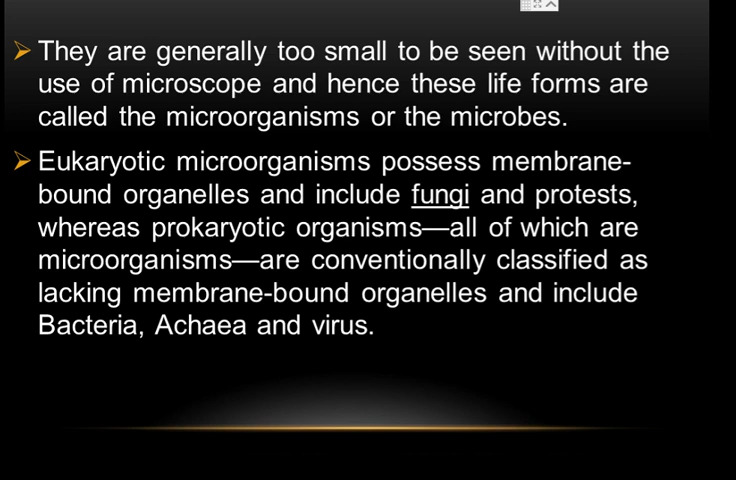 They are generally too small to be seen without the
use of microscope and hence these life forms are
called the microorganisms or the microbes.
Eukaryotic microorganisms possess membrane-
bound organelles and include fungi and protests,
whereas prokaryotic organisms—all of which are
microorganisms—are conventionally classified as
lacking membrane-bound organelles and include
Bacteria, Achaea and virus.